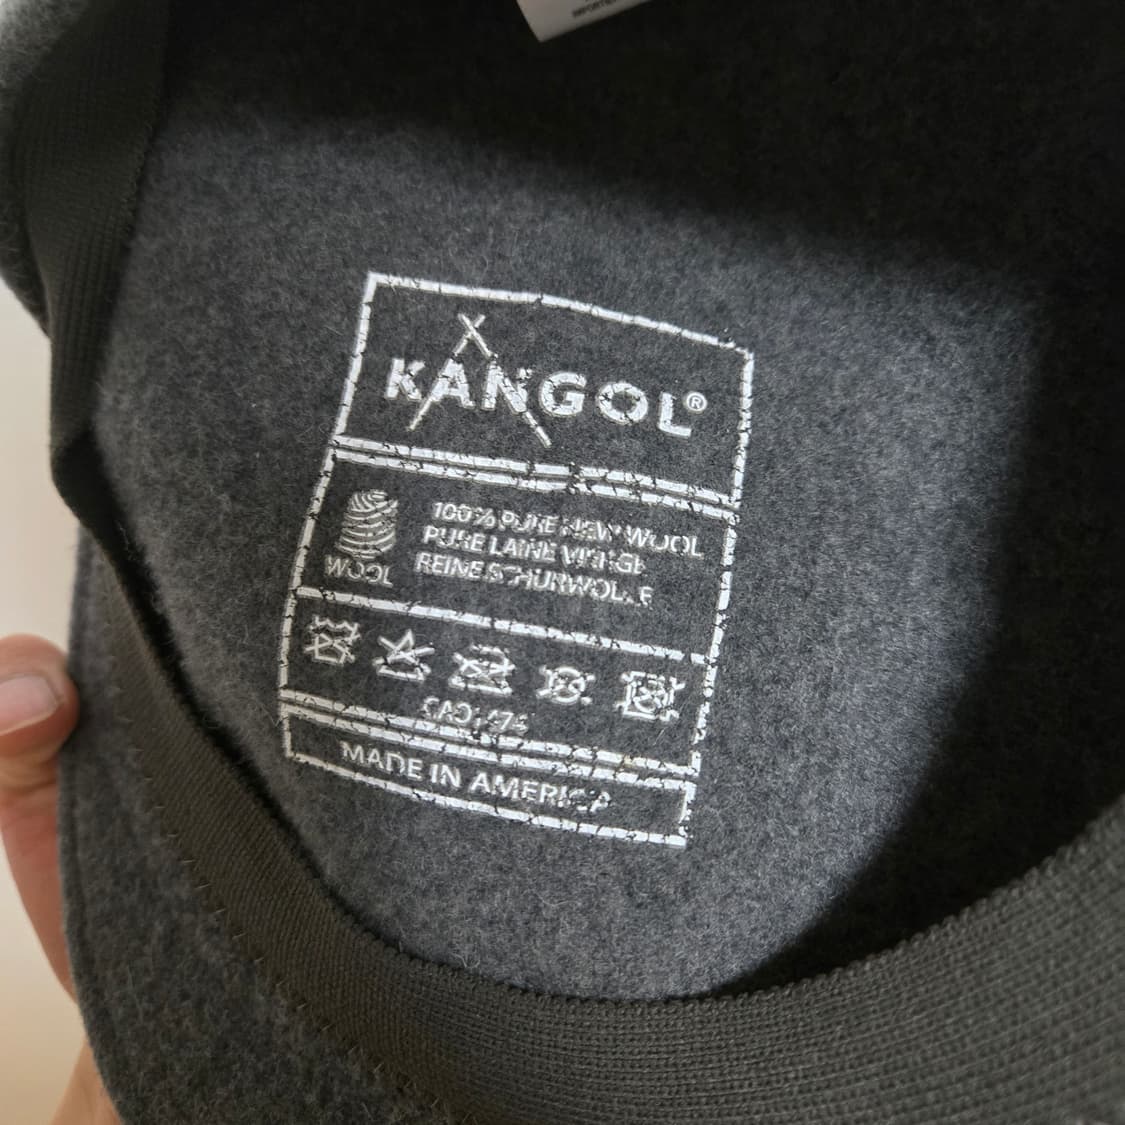 KANGOL®
100% PURE NEW WOOL
PURE LAINE VIERGE
REINE SCHURWOLLE
WOOL
MADE IN AMERICA